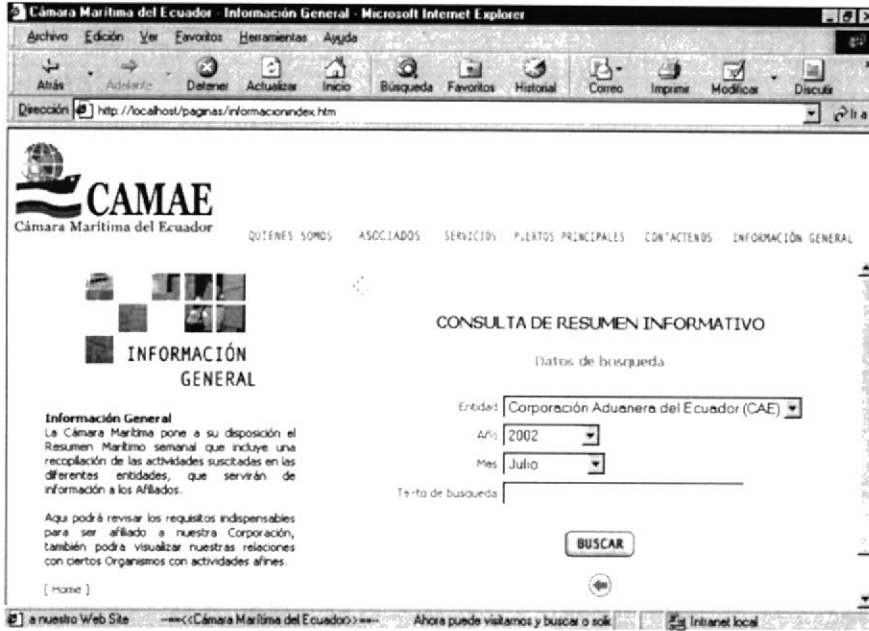 Cámara Marítima del Ecuador - Información General - Microsoft Internet Explorer
Archivo Edición Ver Favoritos Herramientas Ayuda
Atrás Adelante Detener Actualizar Inicio Búsqueda Favoritos Historial Correo Imprimir Modificar Discutir
Dirección http://localhost/paginas/informacionindex.htm Ir a
CAMAE
Cámara Marítima del Ecuador
QUIENES SOMOS ASOCIADOS SERVICIOS PUERTOS PRINCIPALES CONTACTENOS INFORMACIÓN GENERAL
INFORMACIÓN
GENERAL
Información General
La Cámara Marítima pone a su disposición el
Resumen Marítimo semanal que incluye una
recopilación de las actividades suscitadas en las
diferentes entidades, que servirán de
información a los Afiliados.
Aqui podrá revisar los requisitos indispensables
para ser afiliado a nuestra Corporación,
también podra visualizar nuestras relaciones
con ciertos Organismos con actividades afines.
[ Home ]
CONSULTA DE RESUMEN INFORMATIVO
Datos de busqueda
Entidad Corporación Aduanera del Ecuador (CAE)
Año 2002
Mes Julio
Texto de busqueda
BUSCAR
a nuestro Web Site -==<<Cámara Marítima del Ecuador>>==- Ahora puede visitarnos y buscar o soli Intranet local